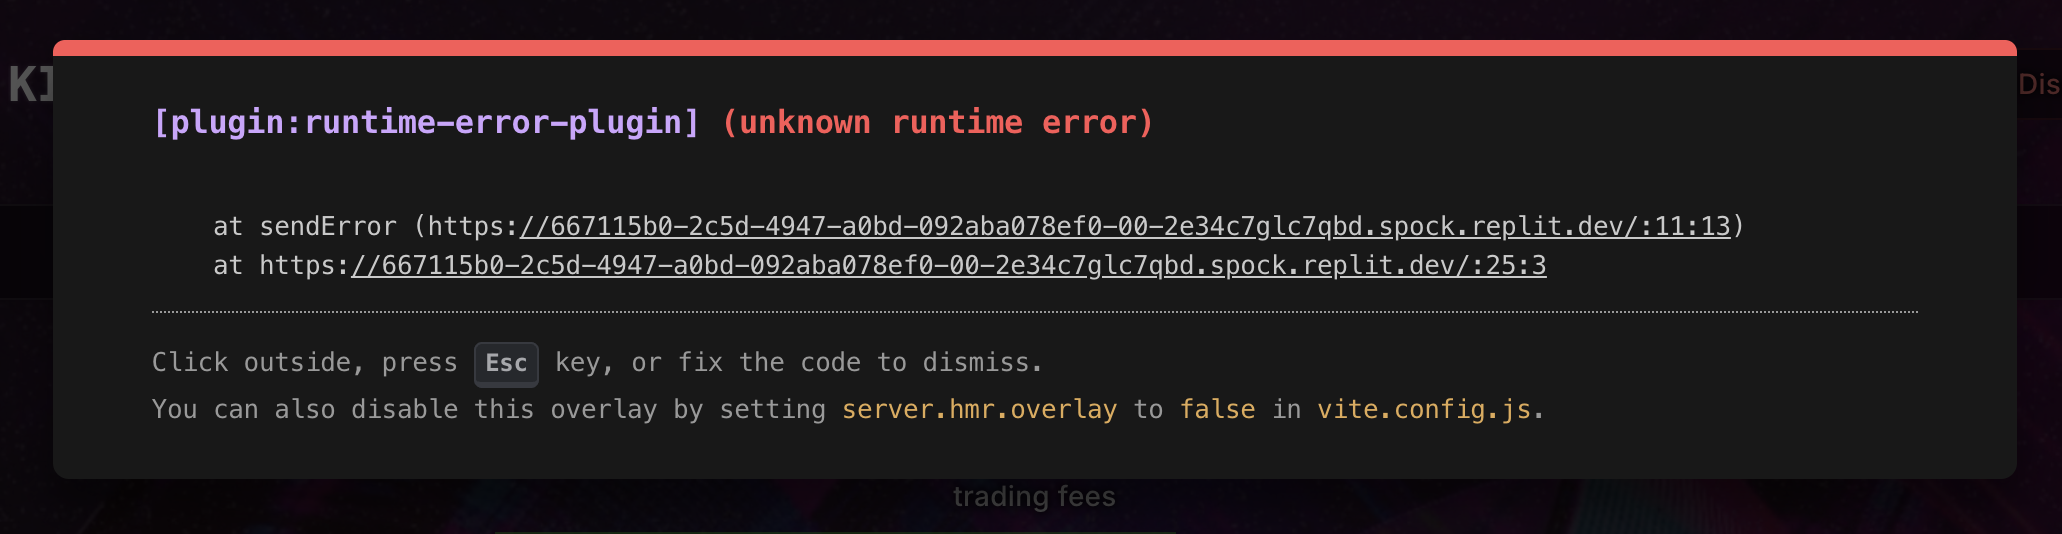 [plugin:runtime-error-plugin] (unknown runtime error)
at sendError (https://667115b0-2c5d-4947-a0bd-092aba078ef0-00-2e34c7glc7qbd.spock.replit.dev/:11:13)
at https://667115b0-2c5d-4947-a0bd-092aba078ef0-00-2e34c7glc7qbd.spock.replit.dev/:25:3
Click outside, press Esc key, or fix the code to dismiss.
You can also disable this overlay by setting server.hmr.overlay to false in vite.config.js.
trading fees